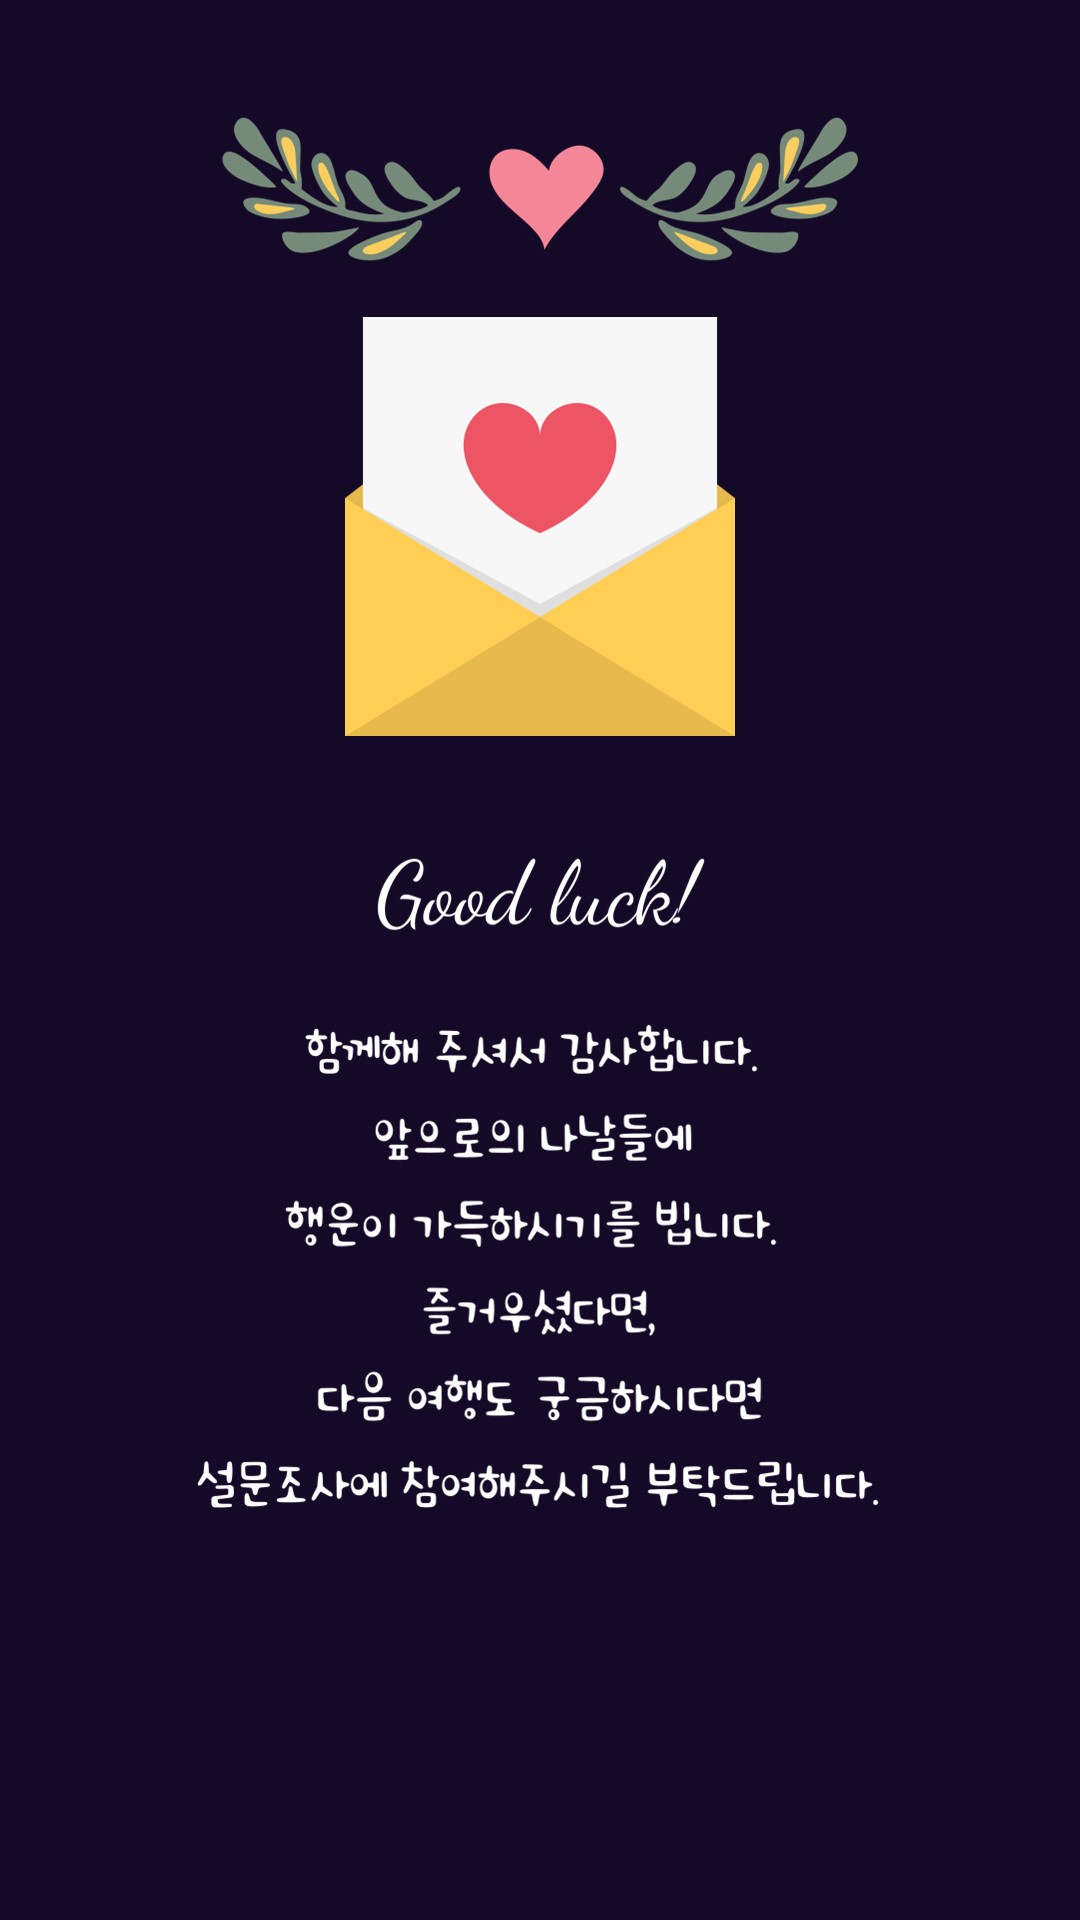 Good luck!
함께해 주셔서 감사합니다.
앞으로의 나날들에
행운이 가득하시기를 빕니다.
즐거우셨다면,
다음 여행도 궁금하시다면
설문조사에 참여해주시길 부탁드립니다.